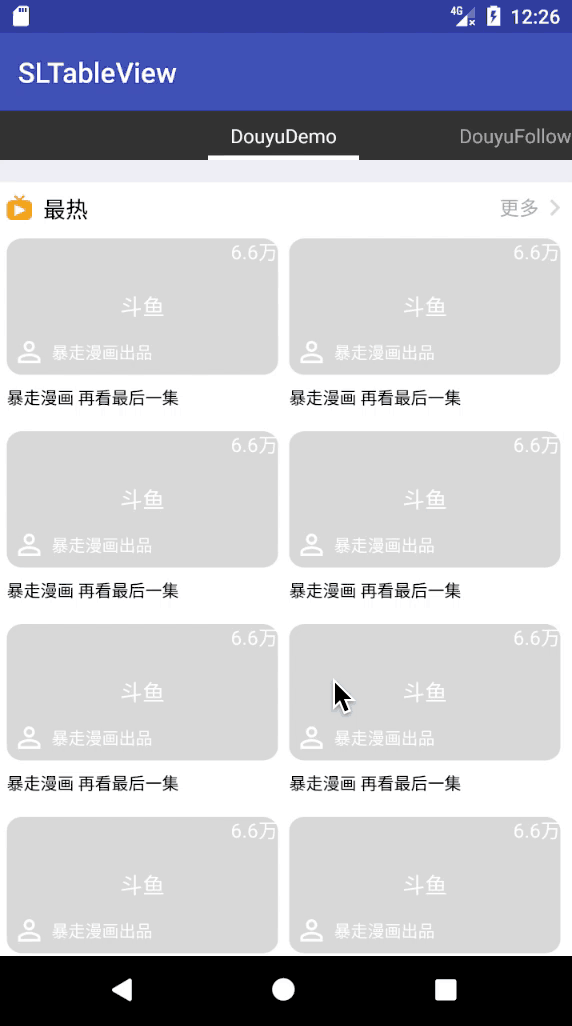 4G 12:26
SLTableView
DouyuDemo DouyuFollow
最热 更多
6.6万 6.6万
斗鱼 斗鱼
暴走漫画出品 暴走漫画出品
暴走漫画 再看最后一集 暴走漫画 再看最后一集
6.6万 6.6万
斗鱼 斗鱼
暴走漫画出品 暴走漫画出品
暴走漫画 再看最后一集 暴走漫画 再看最后一集
6.6万 6.6万
斗鱼 斗鱼
暴走漫画出品 暴走漫画出品
暴走漫画 再看最后一集 暴走漫画 再看最后一集
6.6万 6.6万
斗鱼 斗鱼
暴走漫画出品 暴走漫画出品